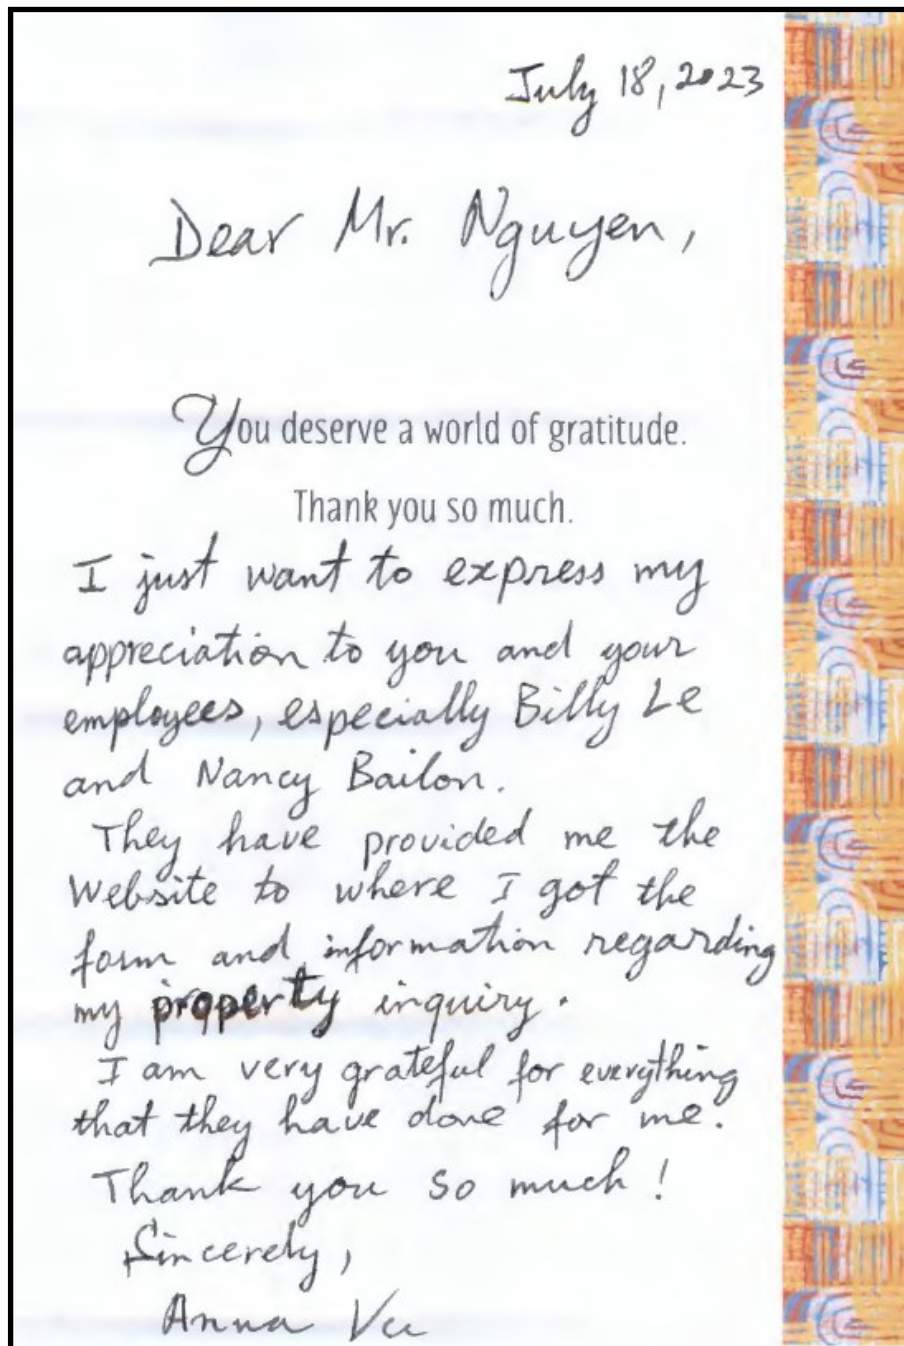 July 18, 2023
Dear Mr. Nguyen,
You deserve a world of gratitude.
Thank you so much.
I just want to express my
appreciation to you and your
employees, especially Billy Le
and Nancy Bailon.
They have provided me the
Website to where I got the
form and information regarding
my property inquiry.
I am very grateful for everything
that they have done for me.
Thank you so much!
Sincerely,
Anna Vu